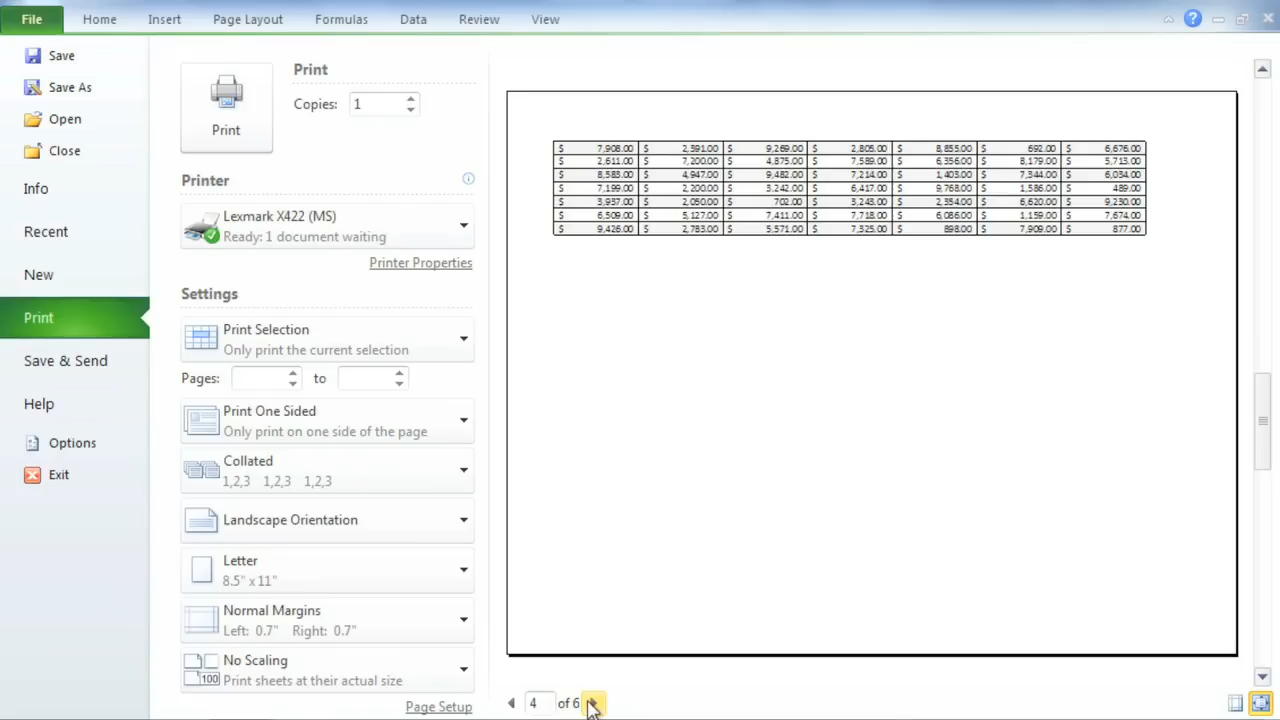 File Home Insert Page Layout Formulas Data Review View
Save
Save As
Open
Close
Info
Recent
New
Print
Save & Send
Help
Options
Exit
Print
Print
Copies: 1
Printer
Lexmark X422 (MS)
Ready: 1 document waiting
Printer Properties
Settings
Print Selection
Only print the current selection
Pages: to
Print One Sided
Only print on one side of the page
Collated
1,2,3 1,2,3 1,2,3
Landscape Orientation
Letter
8.5" x 11"
Normal Margins
Left: 0.7" Right: 0.7"
No Scaling
100 Print sheets at their actual size
Page Setup
$ 7,908.00 $ 2,391.00 $ 9,269.00 $ 2,805.00 $ 8,855.00 $ 692.00 $ 6,676.00
$ 2,611.00 $ 7,200.00 $ 4,875.00 $ 7,589.00 $ 6,356.00 $ 8,179.00 $ 5,713.00
$ 8,583.00 $ 4,947.00 $ 9,482.00 $ 7,214.00 $ 1,403.00 $ 7,344.00 $ 6,034.00
$ 7,199.00 $ 2,200.00 $ 3,242.00 $ 6,417.00 $ 9,768.00 $ 1,586.00 $ 489.00
$ 3,937.00 $ 2,050.00 $ 702.00 $ 3,243.00 $ 2,354.00 $ 6,620.00 $ 9,230.00
$ 6,509.00 $ 5,127.00 $ 7,411.00 $ 7,718.00 $ 6,086.00 $ 1,159.00 $ 7,674.00
$ 9,426.00 $ 2,783.00 $ 5,571.00 $ 7,325.00 $ 898.00 $ 7,909.00 $ 877.00
4 of 6